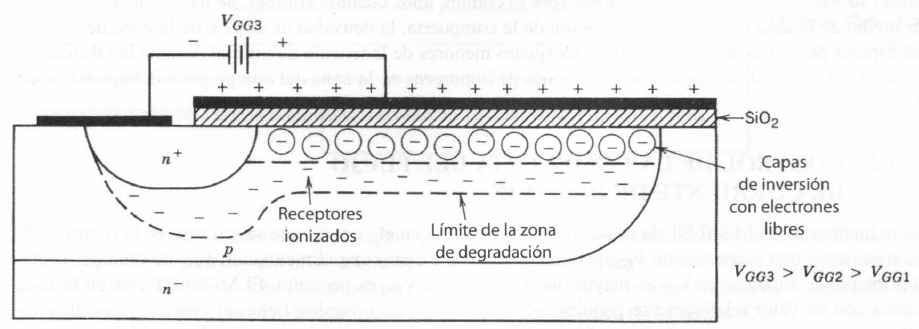 V_GG3
+
+ + + + + + + + + + + + + +
SiO₂
n⁺
Capas
de inversión
con electrones
libres
Receptores
ionizados
Límite de la zona
de degradación
p
n⁻
V_GG3 > V_GG2 > V_GG1